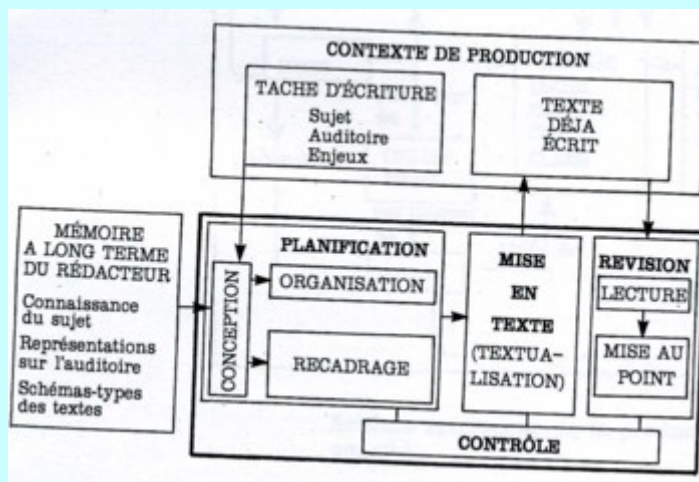 CONTEXTE DE PRODUCTION
TACHE D'ÉCRITURE
Sujet
Auditoire
Enjeux
TEXTE
DÉJA
ÉCRIT
MÉMOIRE
A LONG TERME
DU RÉDACTEUR
Connaissance
du sujet
Représentations
sur l'auditoire
Schémas-types
des textes
PLANIFICATION
CONCEPTION
ORGANISATION
RECADRAGE
MISE
EN
TEXTE
(TEXTUA-
LISATION)
REVISION
LECTURE
MISE AU
POINT
CONTRÔLE